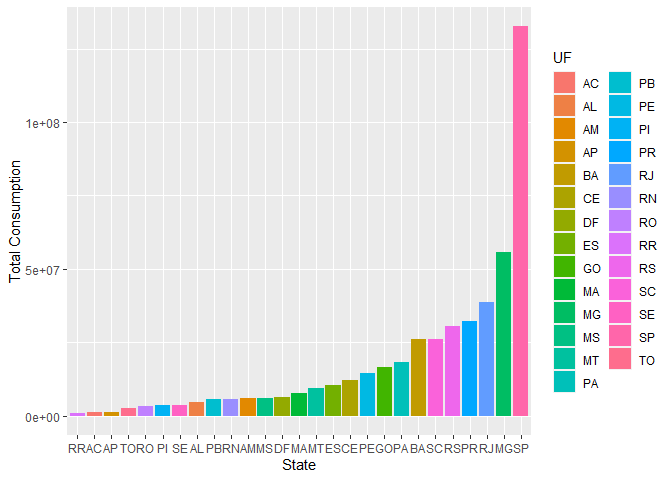 1e+08
5e+07
0e+00
Total Consumption
RR AC AP TO RO PI SE AL PB RN AM MS DF MA MT ES CE PE GO PA BA SC RS PR RJ MG SP
State
UF
AC
AL
AM
AP
BA
CE
DF
ES
GO
MA
MG
MS
MT
PA
PB
PE
PI
PR
RJ
RN
RO
RR
RS
SC
SE
SP
TO